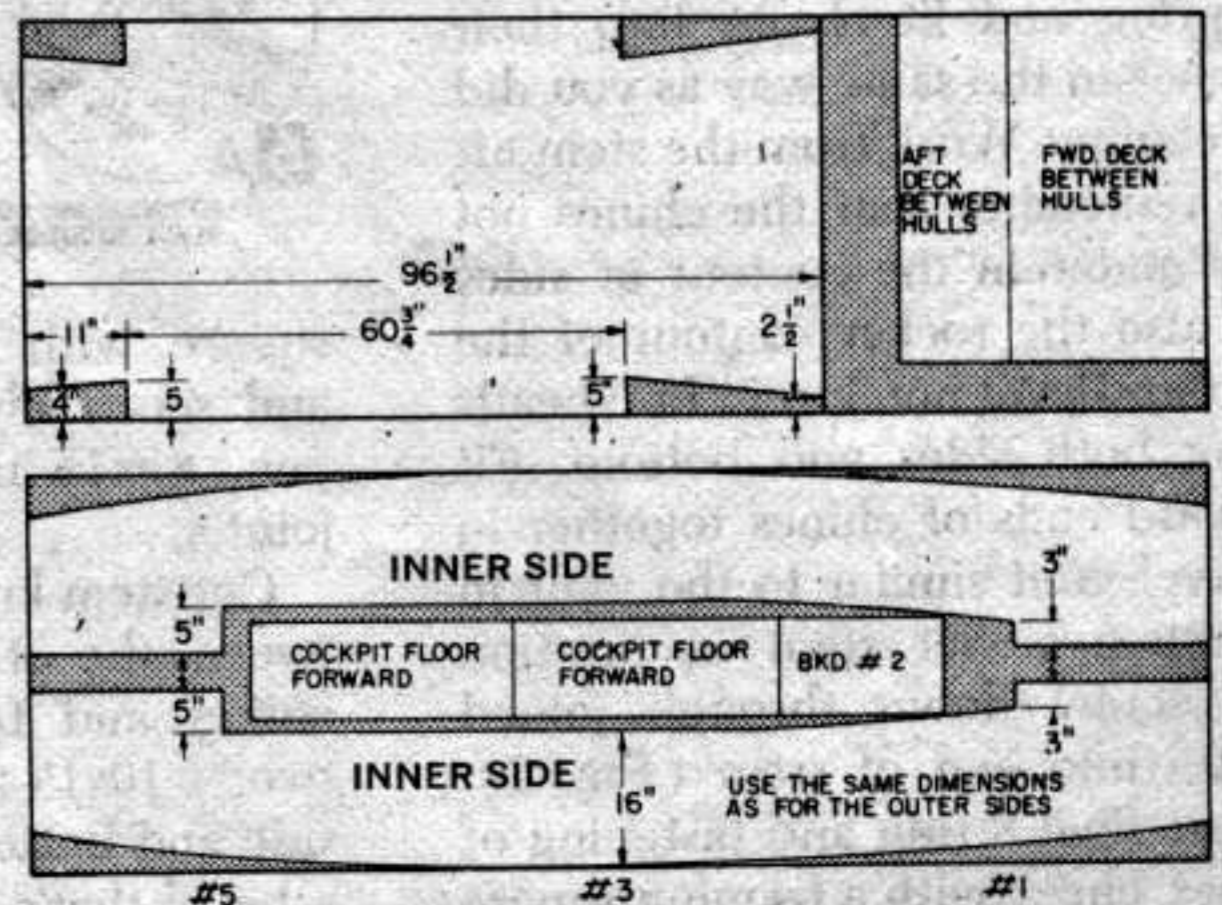 AFT
DECK
BETWEEN
HULLS
FWD. DECK
BETWEEN
HULLS
96 1/2"
11"
60 3/4"
2 1/2"
4"
5
5"
INNER SIDE
3"
5"
COCKPIT FLOOR
FORWARD
COCKPIT FLOOR
FORWARD
BKD # 2
5"
3"
INNER SIDE
16"
USE THE SAME DIMENSIONS
AS FOR THE OUTER SIDES
#5
#3
#1